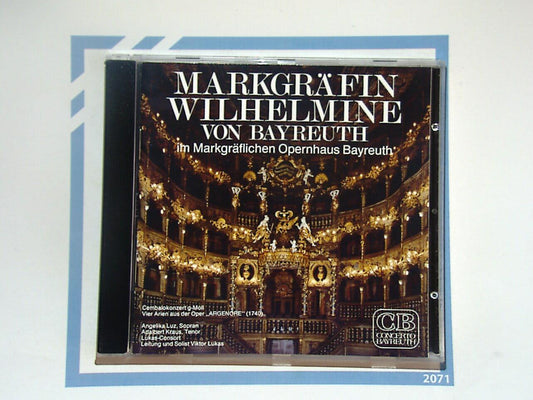 MARKGRÄFIN
WILHELMINE
VON BAYREUTH
im Markgräflichen Opernhaus Bayreuth
Cembalokonzert g-Moll
Vier Arien aus der Oper „ARGENORE" (1740)
Angelika Luz, Sopran
Adalbert Kraus, Tenor
Lukas-Consort
Leitung und Solist Viktor Lukas
CB
CONCERTO
BAYREUTH
2071